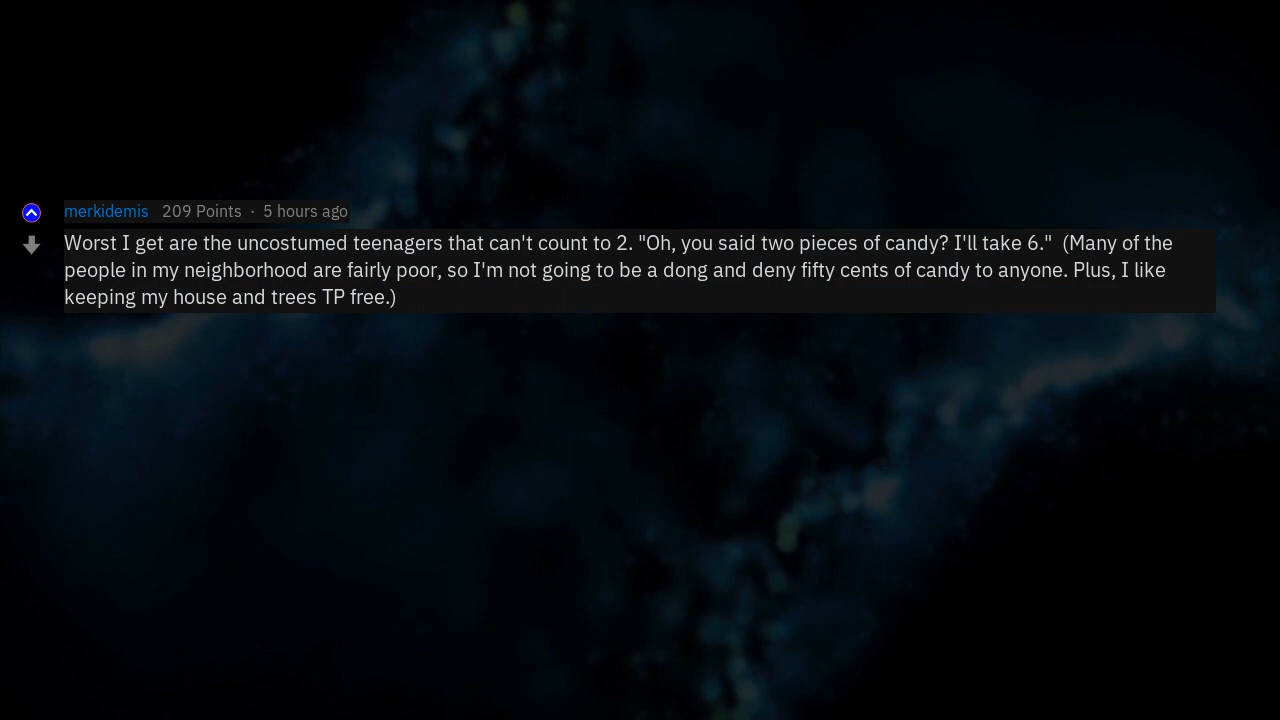 merkidemis 209 Points · 5 hours ago
Worst I get are the uncostumed teenagers that can't count to 2. "Oh, you said two pieces of candy? I'll take 6."  (Many of the
people in my neighborhood are fairly poor, so I'm not going to be a dong and deny fifty cents of candy to anyone. Plus, I like
keeping my house and trees TP free.)